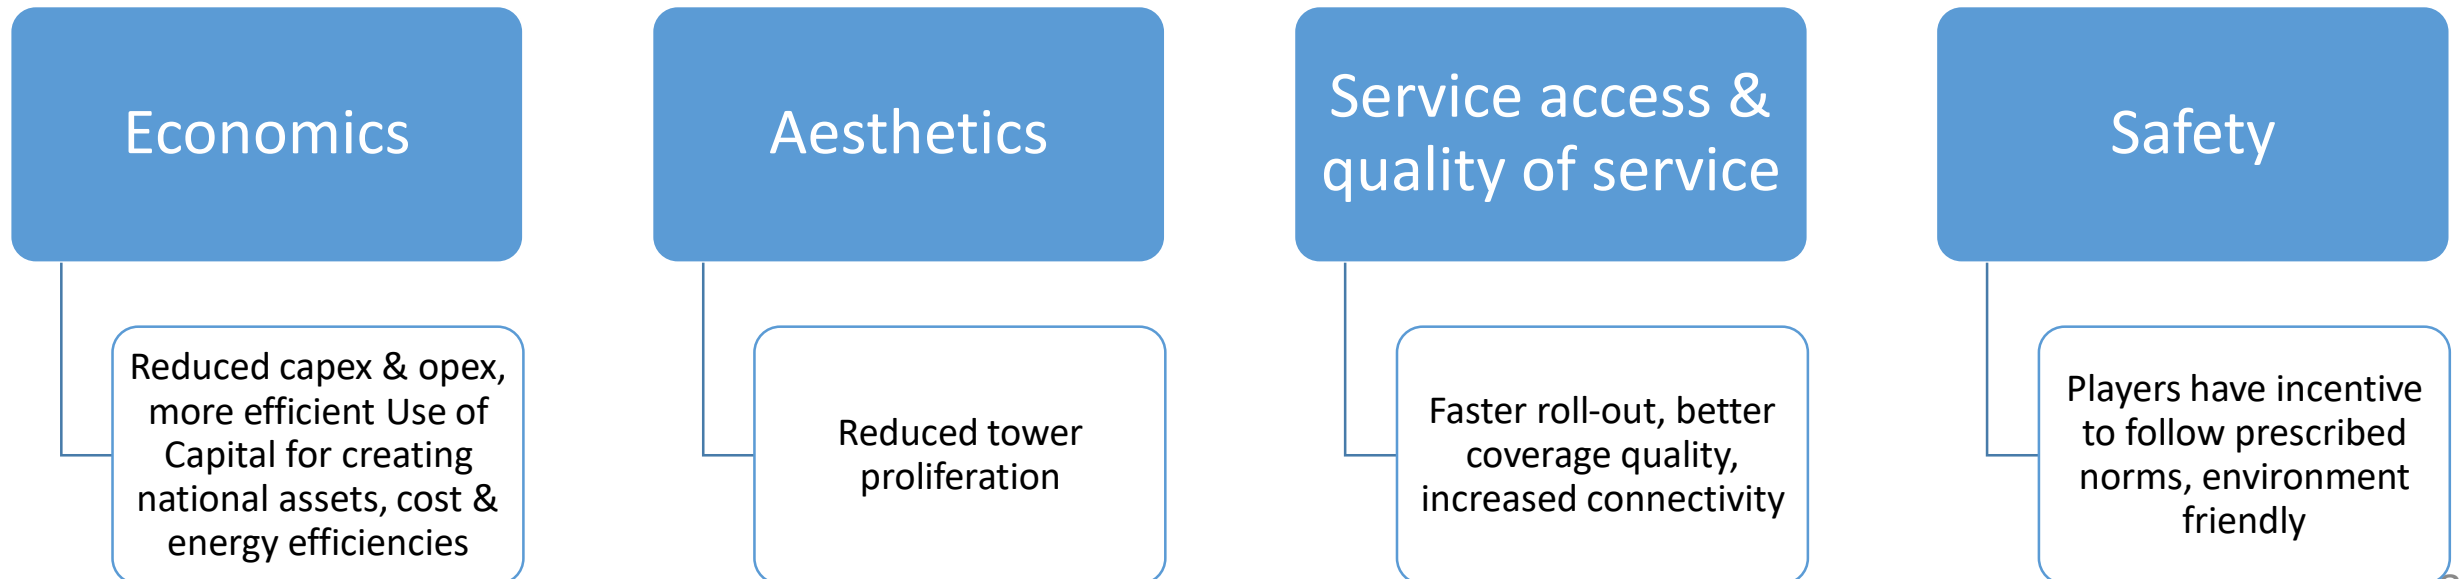 Economics
Reduced capex & opex,
more efficient Use of
Capital for creating
national assets, cost &
energy efficiencies
Aesthetics
Reduced tower
proliferation
Service access &
quality of service
Faster roll-out, better
coverage quality,
increased connectivity
Safety
Players have incentive
to follow prescribed
norms, environment
friendly